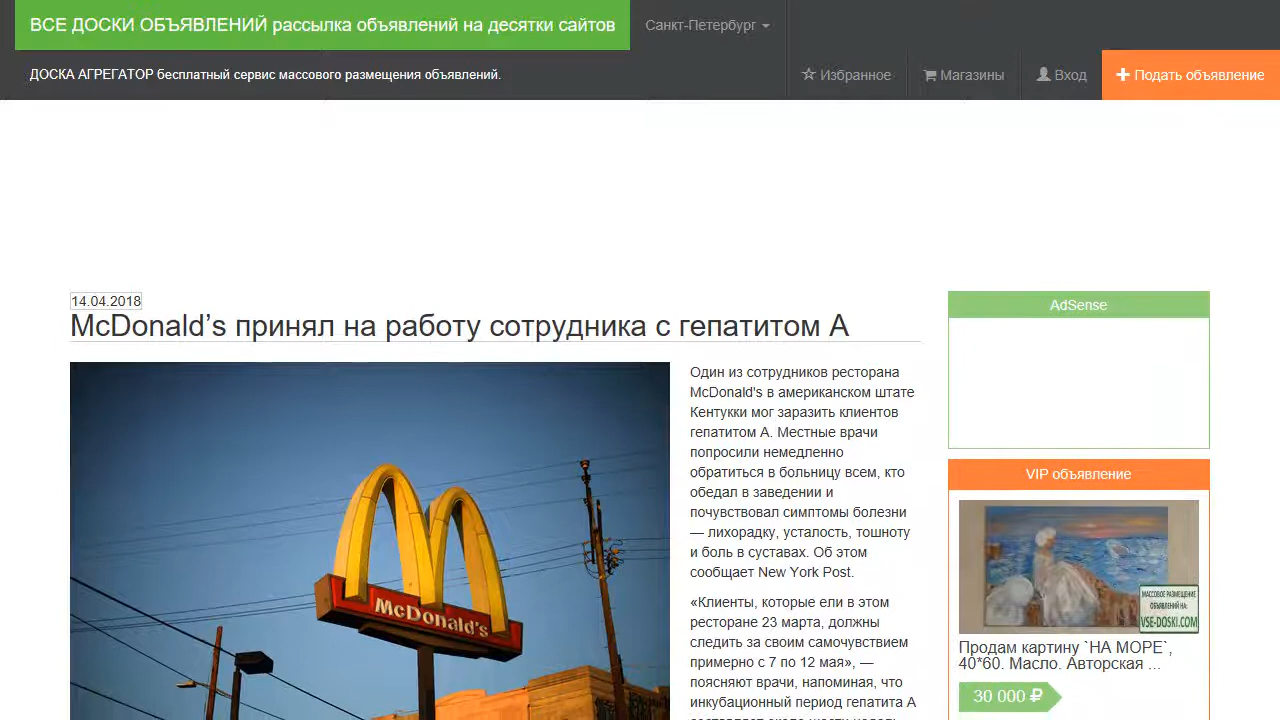 ВСЕ ДОСКИ ОБЪЯВЛЕНИЙ рассылка объявлений на десятки сайтов
Санкт-Петербург
ДОСКА АГРЕГАТОР бесплатный сервис массового размещения объявлений.
Избранное
Магазины
Вход
Подать объявление
14.04.2018
McDonald’s принял на работу сотрудника с гепатитом А
McDonald's
Один из сотрудников ресторана
McDonald's в американском штате
Кентукки мог заразить клиентов
гепатитом А. Местные врачи
попросили немедленно
обратиться в больницу всем, кто
обедал в заведении и
почувствовал симптомы болезни
— лихорадку, усталость, тошноту
и боль в суставах. Об этом
сообщает New York Post.
«Клиенты, которые ели в этом
ресторане 23 марта, должны
следить за своим самочувствием
примерно с 7 по 12 мая», —
поясняют врачи, напоминая, что
инкубационный период гепатита А
AdSense
VIP объявление
МАССОВОЕ РАЗМЕЩЕНИЕ
ОБЪЯВЛЕНИЙ НА:
VSE-DOSKI.COM
Продам картину `НА МОРЕ`,
40*60. Масло. Авторская ...
30 000 ₽